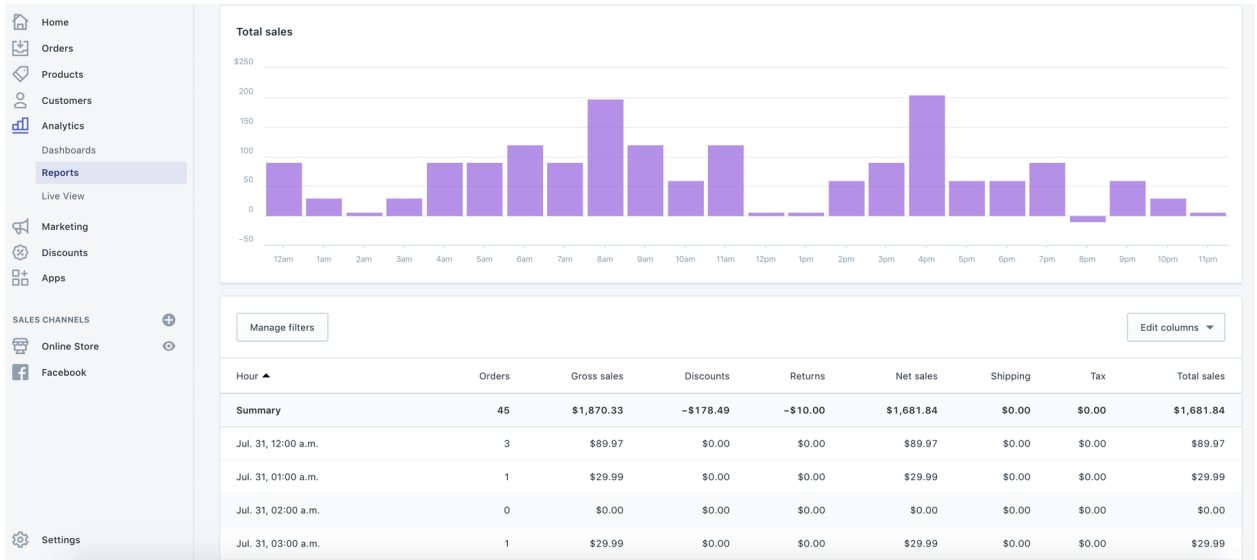 Home
Orders
Products
Customers
Analytics
Dashboards
Reports
Live View
Marketing
Discounts
Apps
SALES CHANNELS
Online Store
Facebook
Settings
Total sales
$250
200
150
100
50
0
−50
12am 1am 2am 3am 4am 5am 6am 7am 8am 9am 10am 11am 12pm 1pm 2pm 3pm 4pm 5pm 6pm 7pm 8pm 9pm 10pm 11pm
Manage filters Edit columns
Hour Orders Gross sales Discounts Returns Net sales Shipping Tax Total sales
Summary 45 $1,870.33 −$178.49 −$10.00 $1,681.84 $0.00 $0.00 $1,681.84
Jul. 31, 12:00 a.m. 3 $89.97 $0.00 $0.00 $89.97 $0.00 $0.00 $89.97
Jul. 31, 01:00 a.m. 1 $29.99 $0.00 $0.00 $29.99 $0.00 $0.00 $29.99
Jul. 31, 02:00 a.m. 0 $0.00 $0.00 $0.00 $0.00 $0.00 $0.00 $0.00
Jul. 31, 03:00 a.m. 1 $29.99 $0.00 $0.00 $29.99 $0.00 $0.00 $29.99